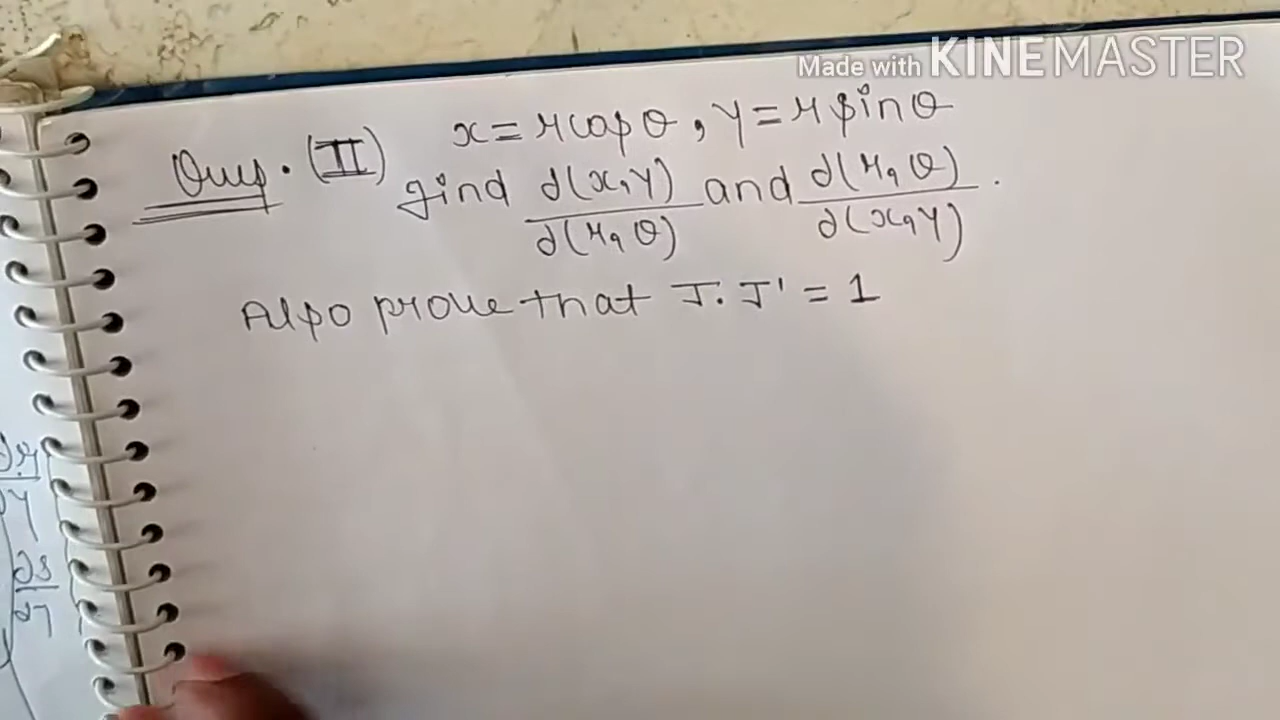 Made with KINEMASTER
Ques. (II) x = r cos θ, y = r sin θ
find ∂(x, y)/∂(r, θ) and ∂(r, θ)/∂(x, y).
Also prove that J. J' = 1
∂r/∂y
∂s/∂y